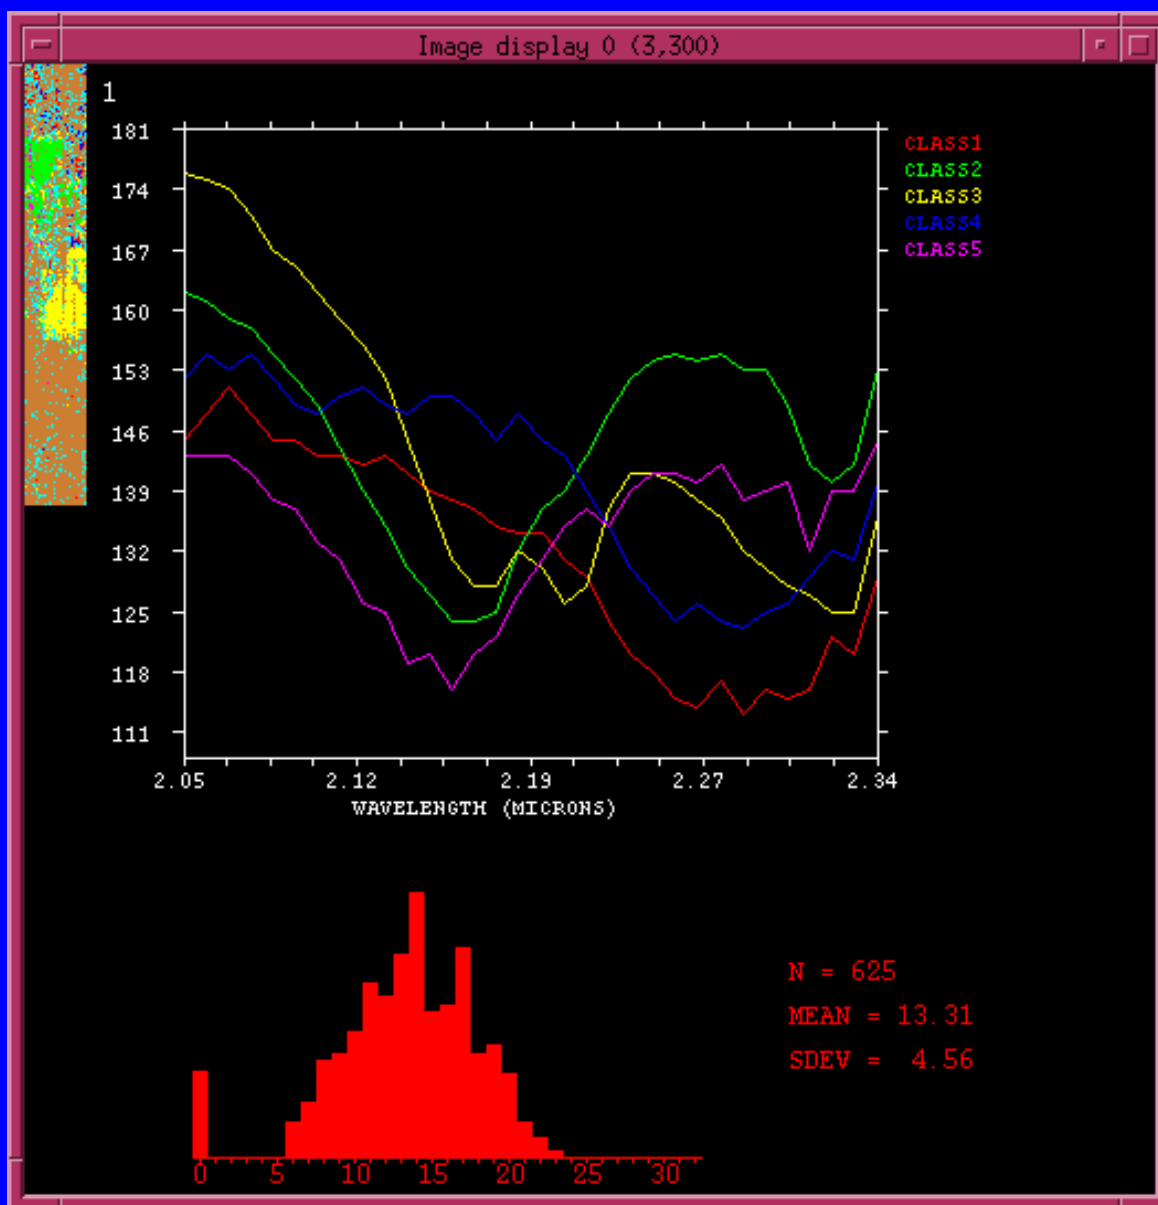 Image display 0 (3,300)
1
181
174
167
160
153
146
139
132
125
118
111
2.05 2.12 2.19 2.27 2.34
WAVELENGTH (MICRONS)
CLASS1
CLASS2
CLASS3
CLASS4
CLASS5
N = 625
MEAN = 13.31
SDEV = 4.56
0 5 10 15 20 25 30